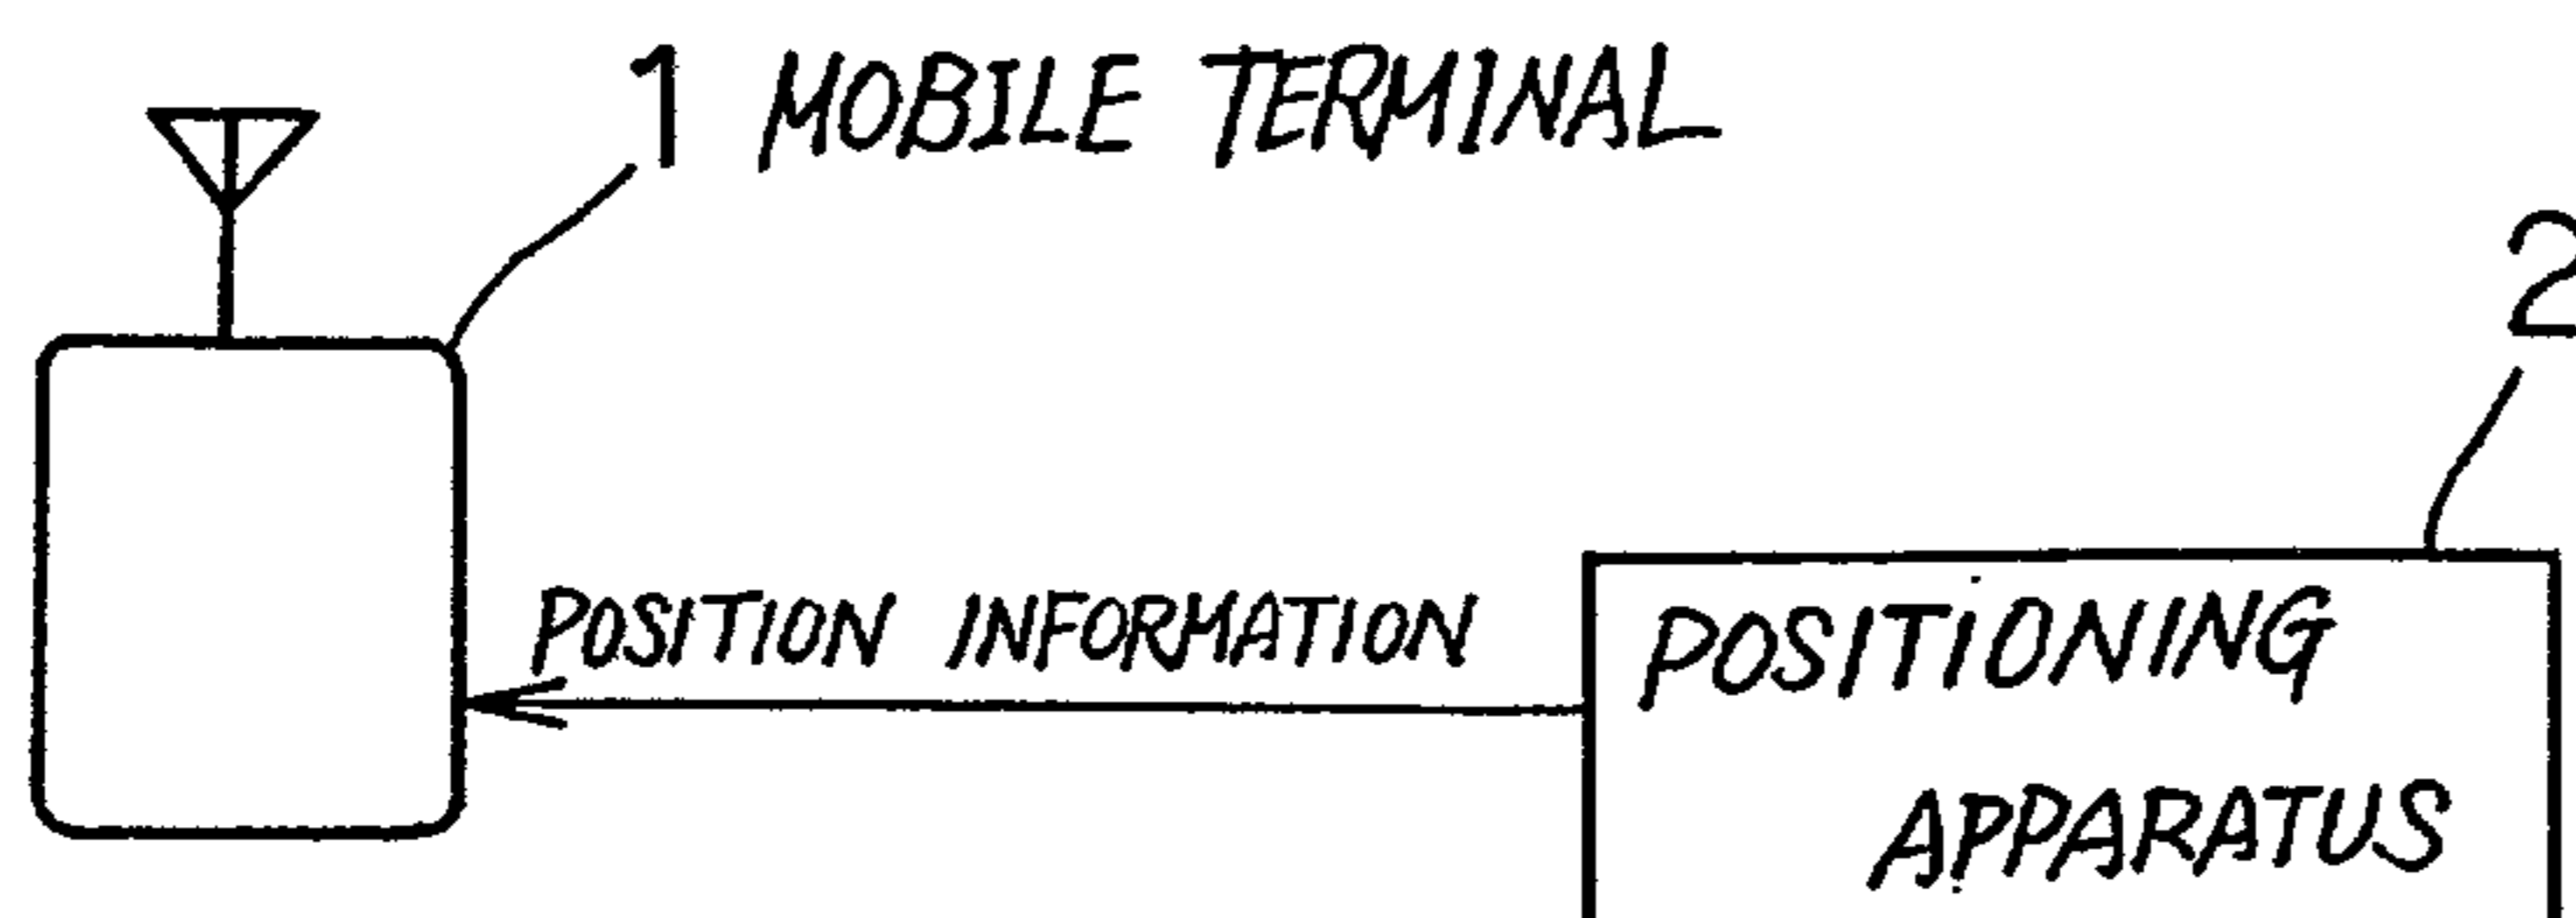 1 MOBILE TERMINAL
2
POSITION INFORMATION
POSITIONING
APPARATUS